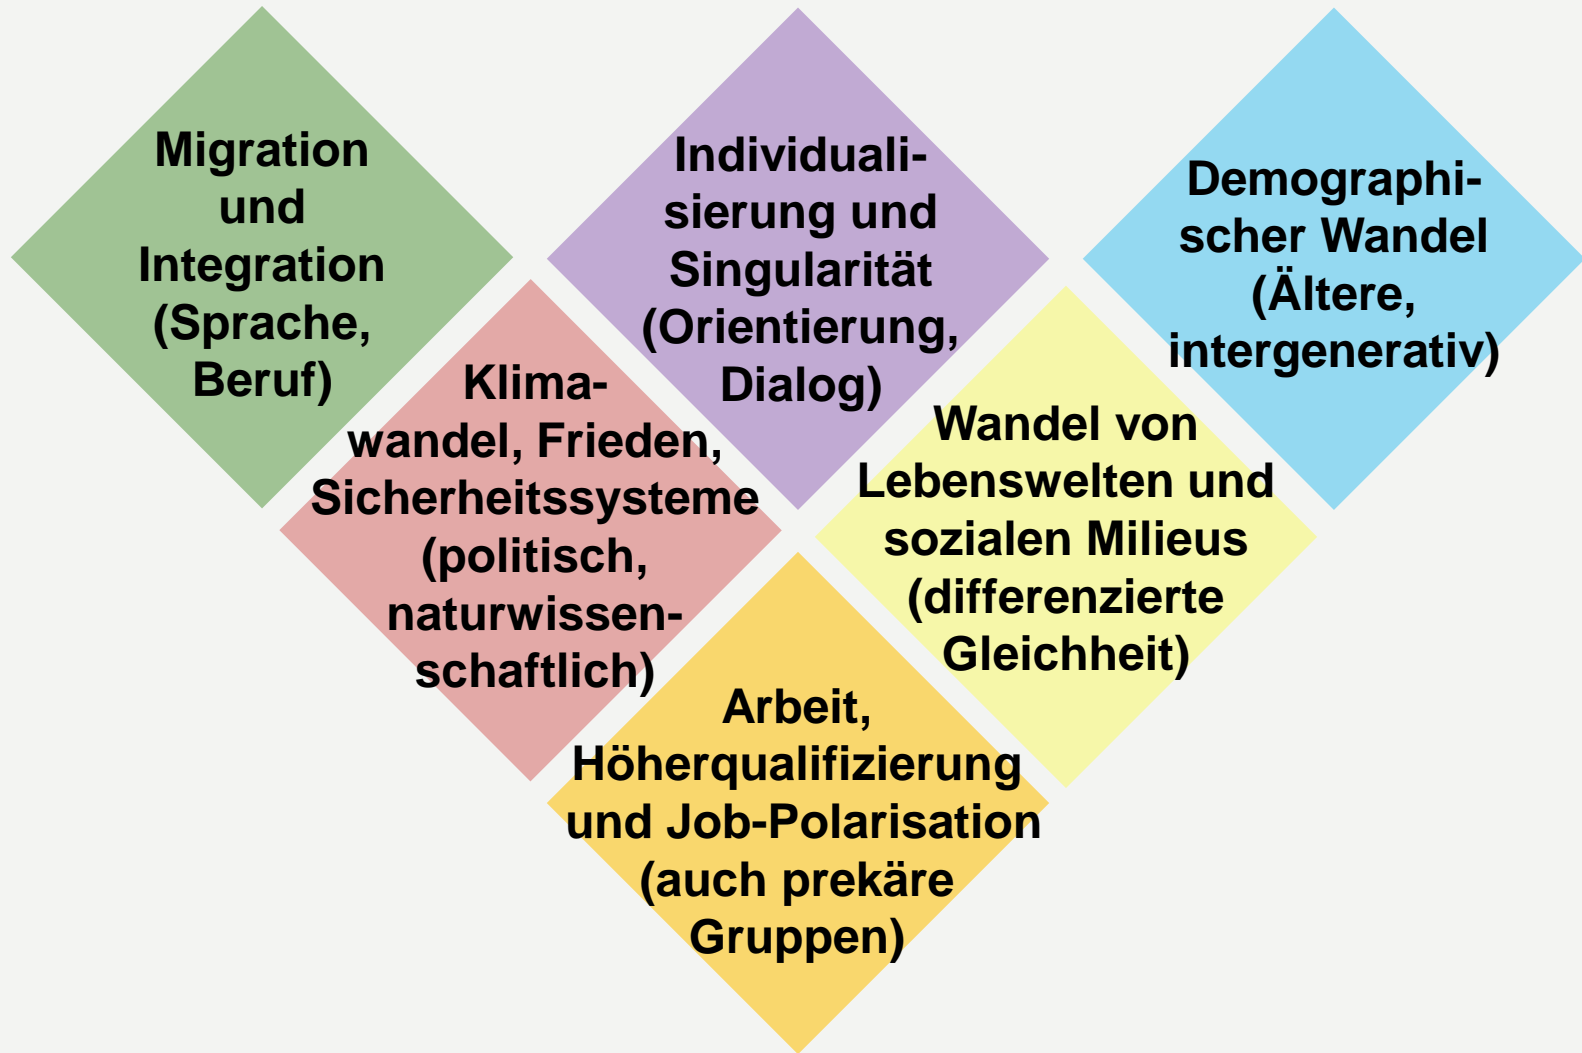 Migration
und
Integration
(Sprache,
Beruf)
Individuali-
sierung und
Singularität
(Orientierung,
Dialog)
Demographi-
scher Wandel
(Ältere,
intergenerativ)
Klima-
wandel, Frieden,
Sicherheitssysteme
(politisch,
naturwissen-
schaftlich)
Wandel von
Lebenswelten und
sozialen Milieus
(differenzierte
Gleichheit)
Arbeit,
Höherqualifizierung
und Job-Polarisation
(auch prekäre
Gruppen)